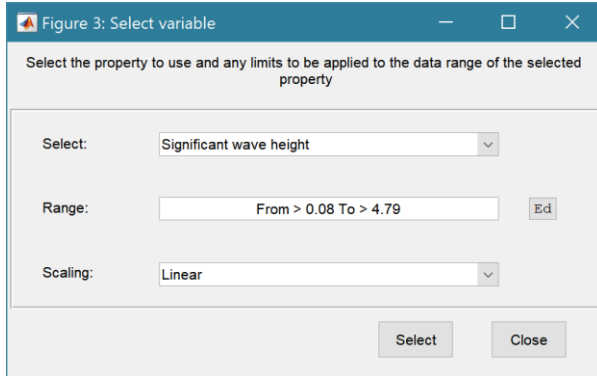 Figure 3: Select variable
Select the property to use and any limits to be applied to the data range of the selected
property
Select: Significant wave height
Range: From > 0.08 To > 4.79 Ed
Scaling: Linear
Select Close